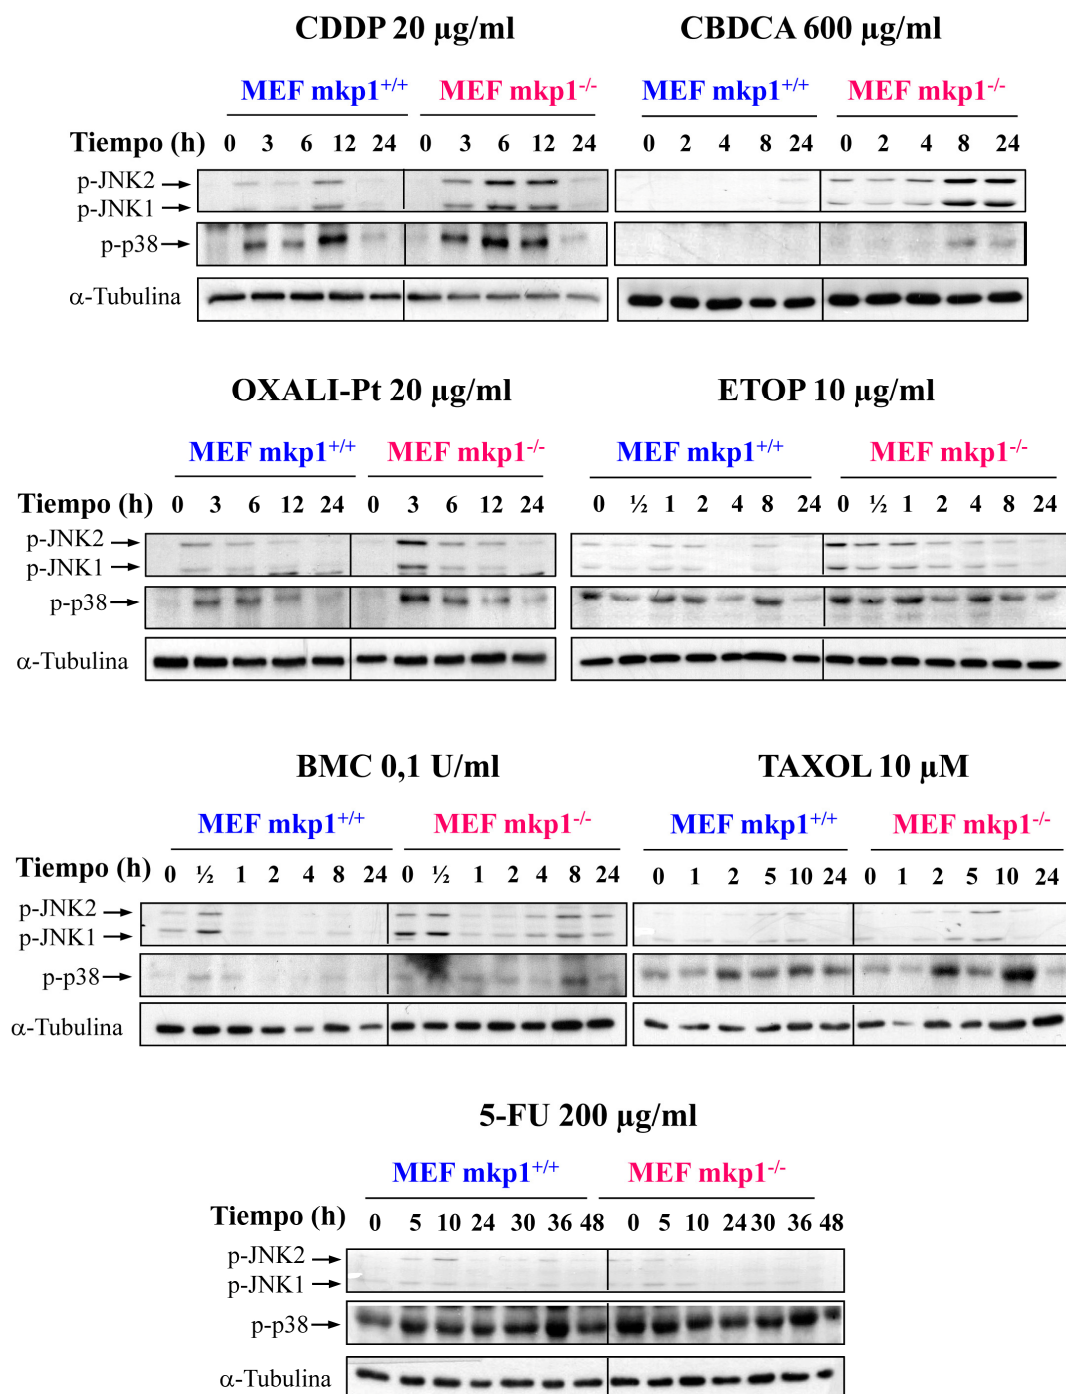 CDDP 20 µg/ml CBDCA 600 µg/ml
MEF mkp1+/+ MEF mkp1-/- MEF mkp1+/+ MEF mkp1-/-
Tiempo (h) 0 3 6 12 24 0 3 6 12 24 0 2 4 8 24 0 2 4 8 24
p-JNK2
p-JNK1
p-p38
α-Tubulina
OXALI-Pt 20 µg/ml ETOP 10 µg/ml
MEF mkp1+/+ MEF mkp1-/- MEF mkp1+/+ MEF mkp1-/-
Tiempo (h) 0 3 6 12 24 0 3 6 12 24 0 ½ 1 2 4 8 24 0 ½ 1 2 4 8 24
p-JNK2
p-JNK1
p-p38
α-Tubulina
BMC 0,1 U/ml TAXOL 10 µM
MEF mkp1+/+ MEF mkp1-/- MEF mkp1+/+ MEF mkp1-/-
Tiempo (h) 0 ½ 1 2 4 8 24 0 ½ 1 2 4 8 24 0 1 2 5 10 24 0 1 2 5 10 24
p-JNK2
p-JNK1
p-p38
α-Tubulina
5-FU 200 µg/ml
MEF mkp1+/+ MEF mkp1-/-
Tiempo (h) 0 5 10 24 30 36 48 0 5 10 24 30 36 48
p-JNK2
p-JNK1
p-p38
α-Tubulina